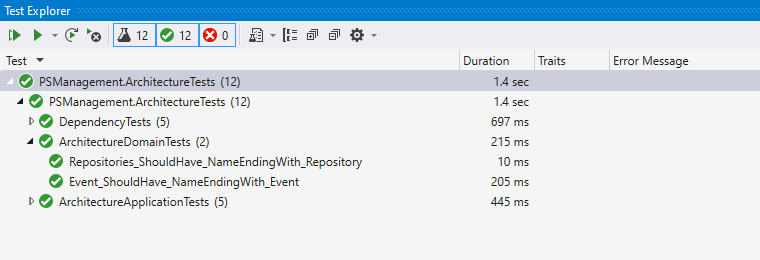 Test Explorer
12 12 0
Test Duration Traits Error Message
PSManagement.ArchitectureTests (12) 1.4 sec
PSManagement.ArchitectureTests (12) 1.4 sec
DependencyTests (5) 697 ms
ArchitectureDomainTests (2) 215 ms
Repositories_ShouldHave_NameEndingWith_Repository 10 ms
Event_ShouldHave_NameEndingWith_Event 205 ms
ArchitectureApplicationTests (5) 445 ms